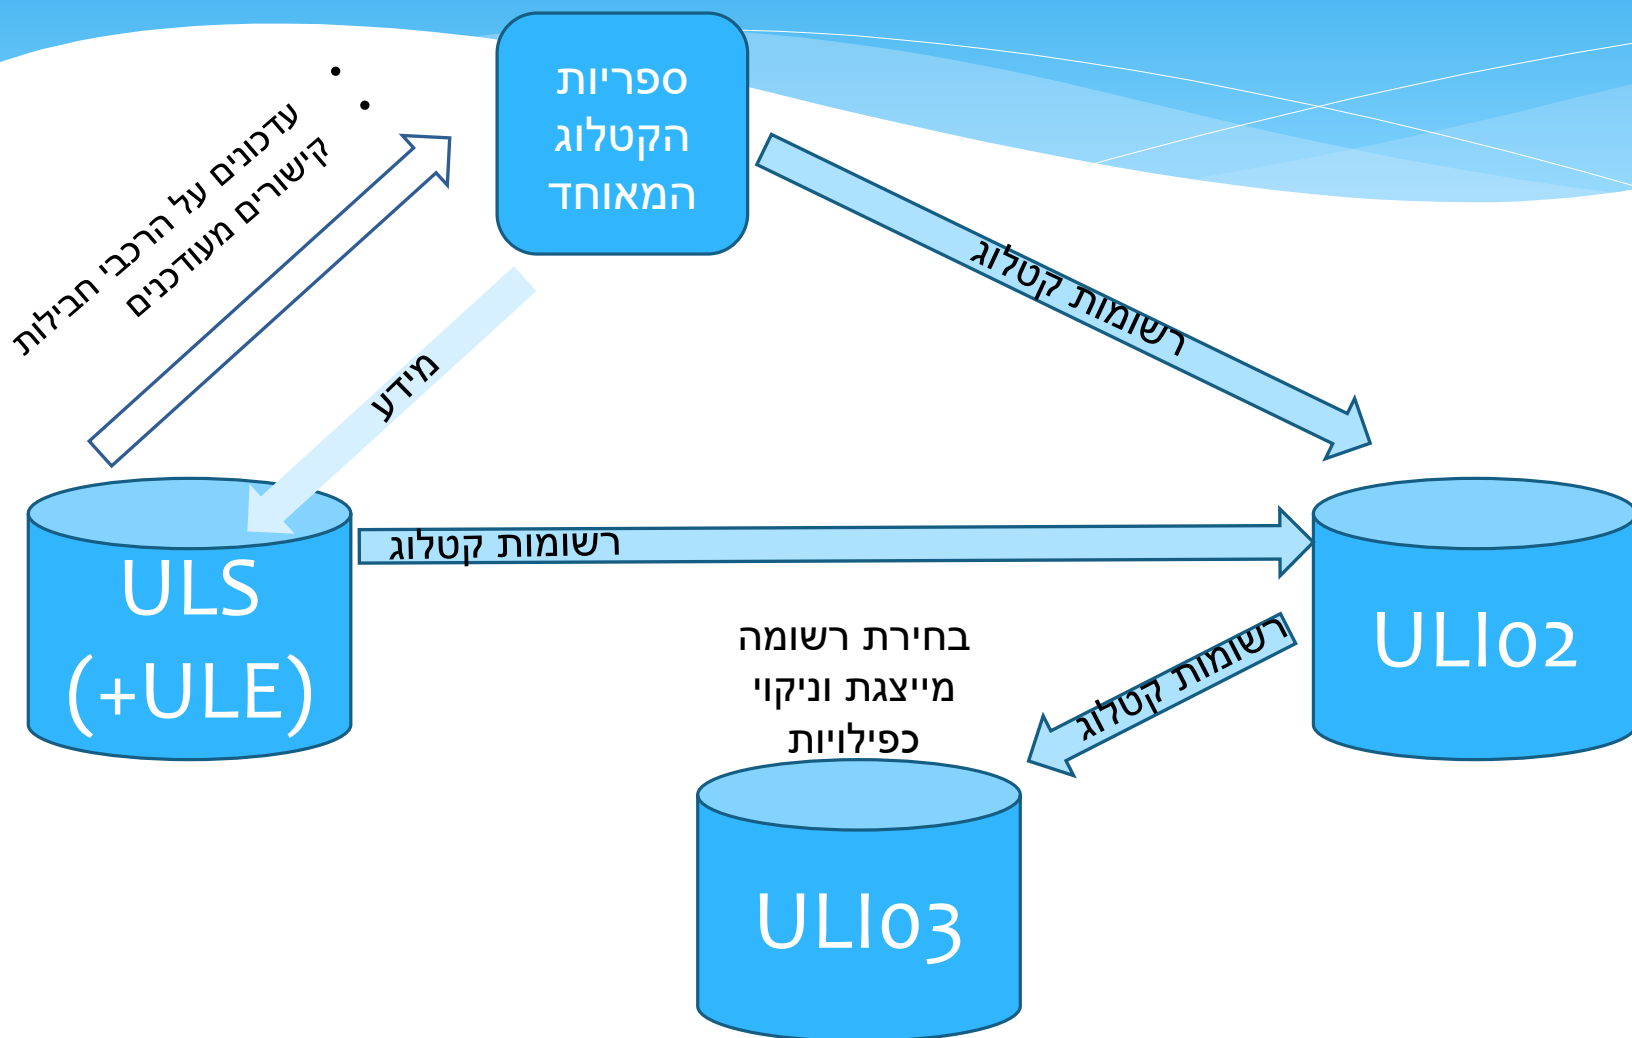 ספריות
הקטלוג
המאוחד
• עדכונים על הרכבי חבילות
• קישורים מעודכנים
מידע
רשומות קטלוג
רשומות קטלוג
ULS
(+ULE)
ULI02
רשומות קטלוג
בחירת רשומה
מייצגת וניקוי
כפילויות
ULI03